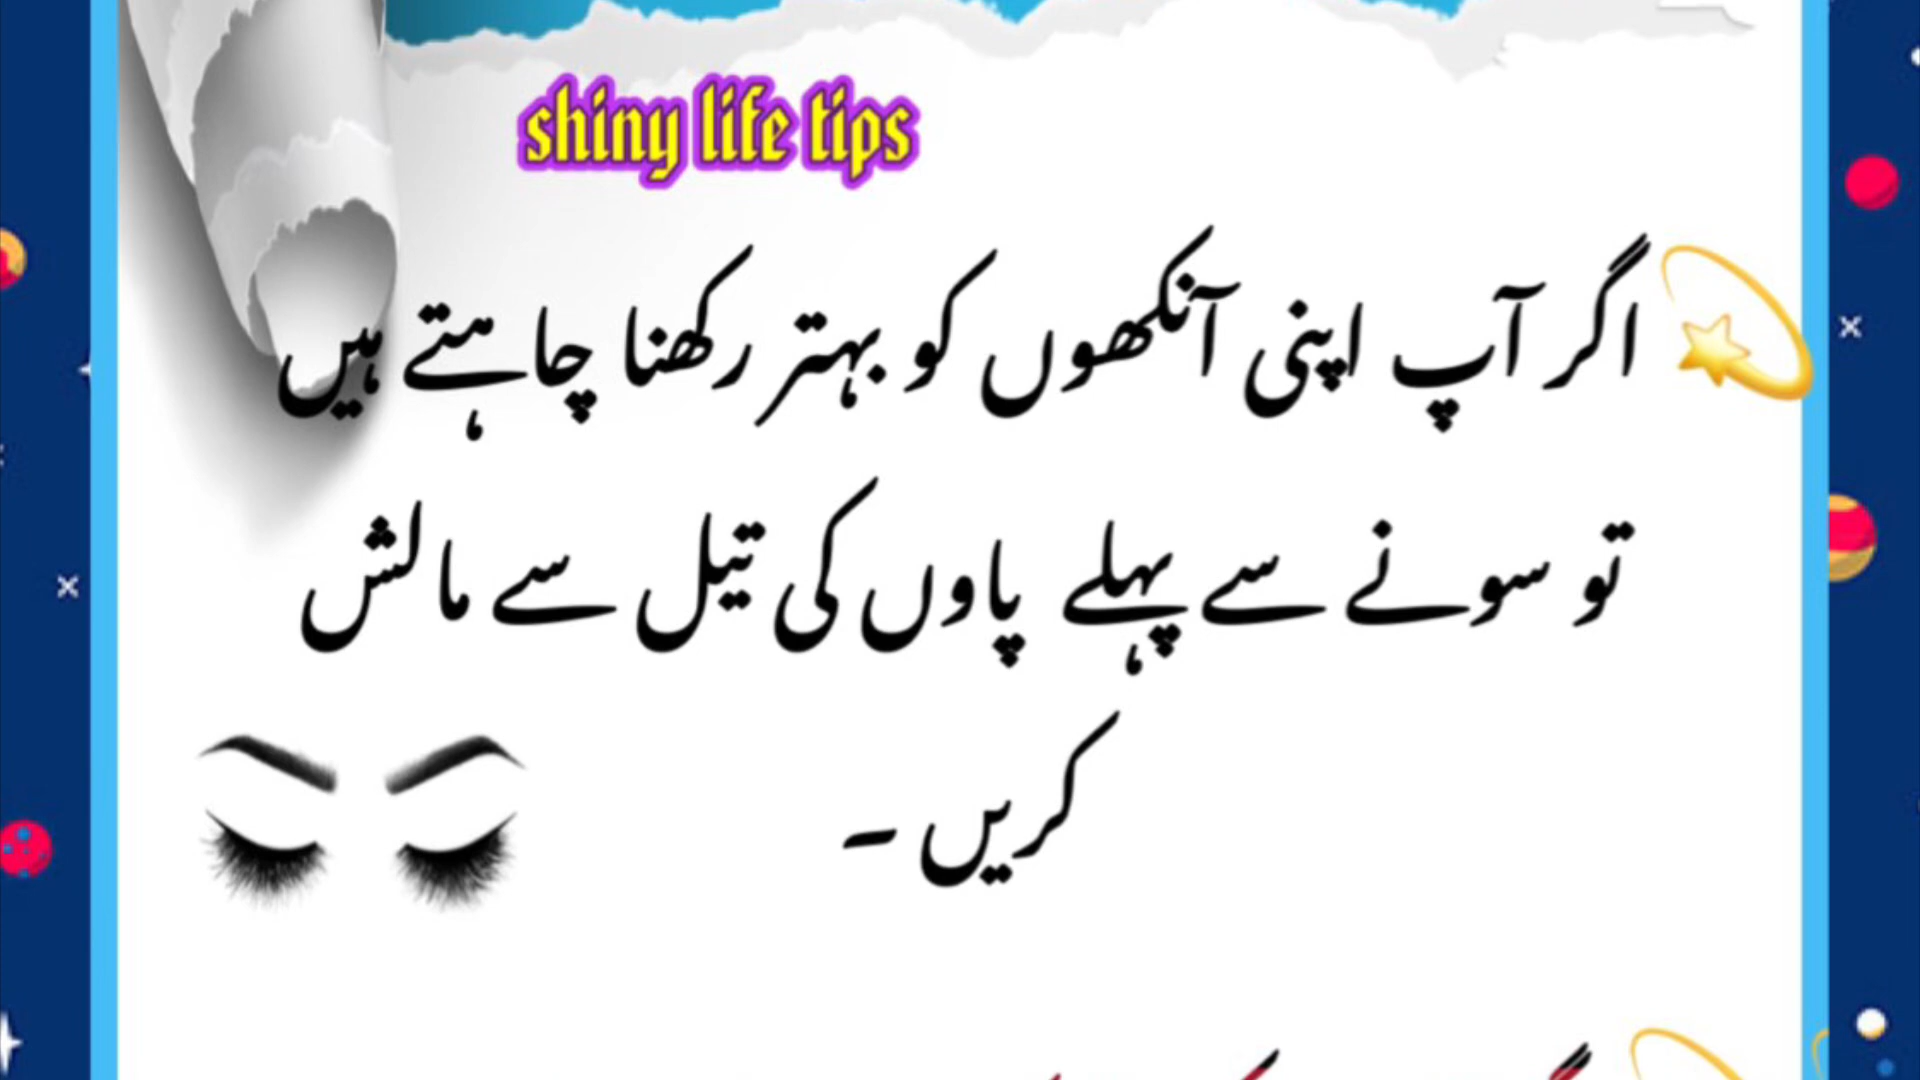 shiny life tips
اگر آپ اپنی آنکھوں کو بہتر رکھنا چاہتے ہیں
تو سونے سے پہلے پاوں کی تیل سے مالش
کریں ۔